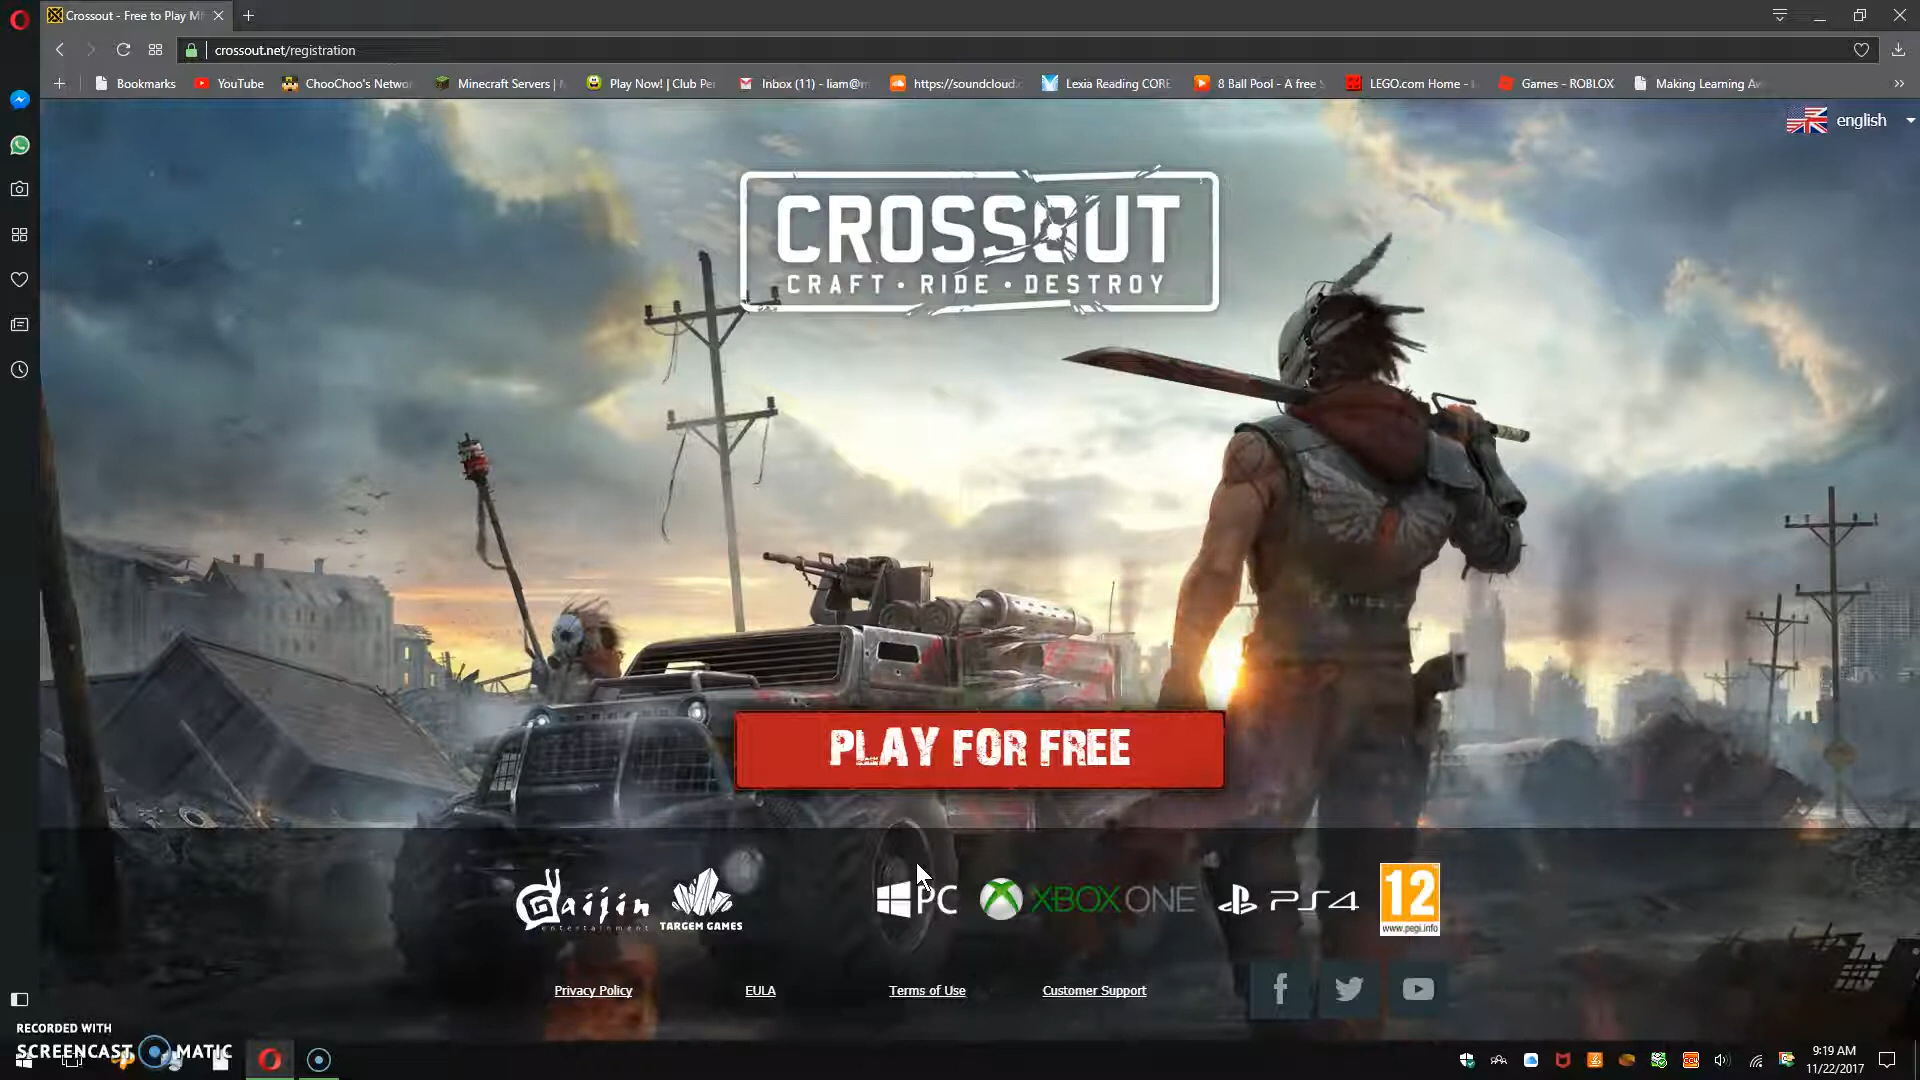 Crossout - Free to Play M
crossout.net/registration
Bookmarks
YouTube
ChooChoo's Netwo
Minecraft Servers |
Play Now! | Club Pe
Inbox (11) - liam@m
https://soundcloud.
Lexia Reading CORE
8 Ball Pool - A free
LEGO.com Home -
Games - ROBLOX
Making Learning Aw
english
CROSSOUT
CRAFT • RIDE • DESTROY
PLAY FOR FREE
Gaijin
entertainment
TARGEM GAMES
PC
XBOX ONE
PS4
12
www.pegi.info
Privacy Policy
EULA
Terms of Use
Customer Support
RECORDED WITH
SCREENCAST MATIC
9:19 AM
11/22/2017